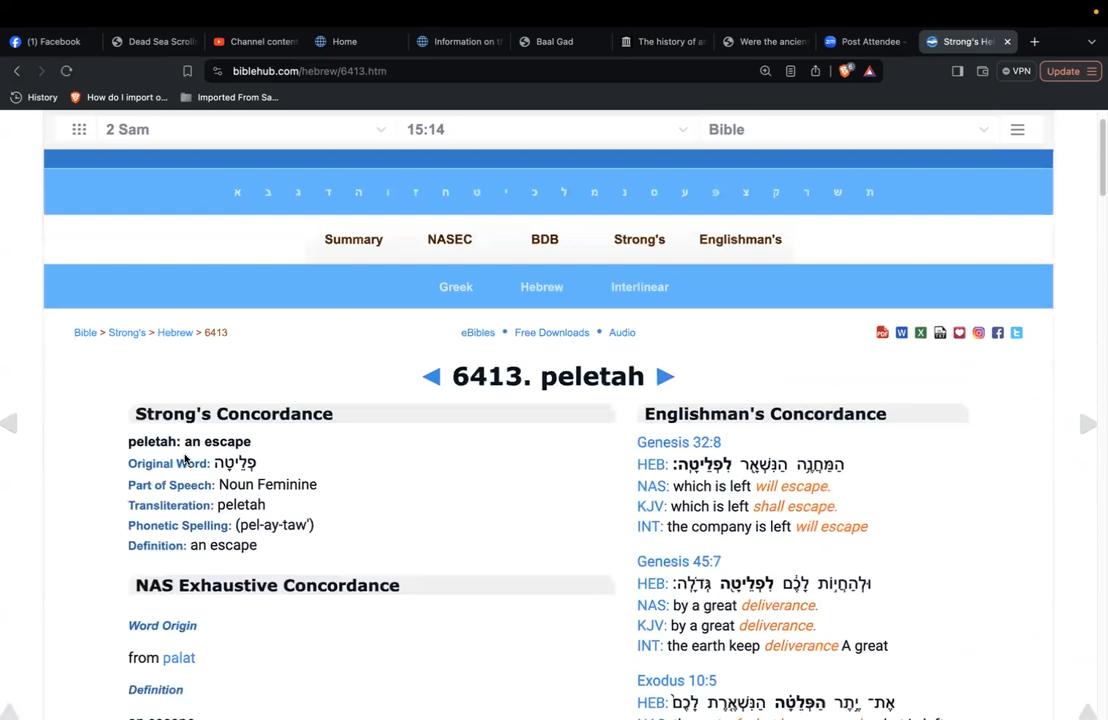 (1) Facebook
Dead Sea Scroll
Channel content
Home
Information on t
Baal Gad
The history of a
Were the ancien
Post Attendee -
Strong's He
biblehub.com/hebrew/6413.htm
6
VPN
Update
History
How do I import o...
Imported From Sa...
2 Sam
15:14
Bible
א ב ג ד ה ו ז ח ט י כ ל מ נ ס ע פ צ ק ר ש ת
Summary
NASEC
BDB
Strong's
Englishman's
Greek
Hebrew
Interlinear
Bible > Strong's > Hebrew > 6413
eBibles • Free Downloads • Audio
◄ 6413. peletah ►
Strong's Concordance
peletah: an escape
Original Word: פְּלֵיטָה
Part of Speech: Noun Feminine
Transliteration: peletah
Phonetic Spelling: (pel-ay-taw')
Definition: an escape
NAS Exhaustive Concordance
Word Origin
from palat
Definition
Englishman's Concordance
Genesis 32:8
HEB: הַמַּחֲנֶ֥ה הַנִּשְׁאָ֖ר לִפְלֵיטָֽה׃
NAS: which is left will escape.
KJV: which is left shall escape.
INT: the company is left will escape
Genesis 45:7
HEB: וּלְהַחֲי֣וֹת לָכֶ֔ם לִפְלֵיטָ֖ה גְּדֹלָֽה׃
NAS: by a great deliverance.
KJV: by a great deliverance.
INT: the earth keep deliverance A great
Exodus 10:5
HEB: אֶת־ יֶ֣תֶר הַפְּלֵטָ֗ה הַנִּשְׁאֶ֤רֶת לָכֶם֙